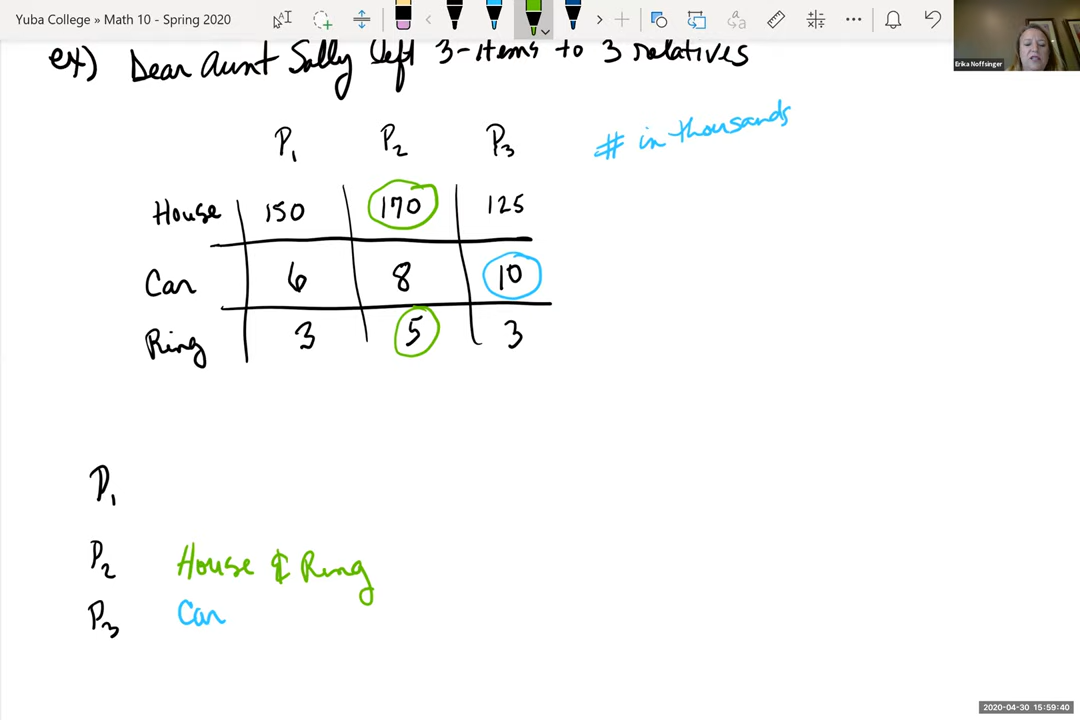 Yuba College » Math 10 - Spring 2020
Erika Noffsinger
ex) Dear Aunt Sally left 3-items to 3 relatives
# in thousands
P₁ P₂ P₃
House 150 170 125
Car 6 8 10
Ring 3 5 3
P₁
P₂ House & Ring
P₃ Car
2020-04-30 15:59:40